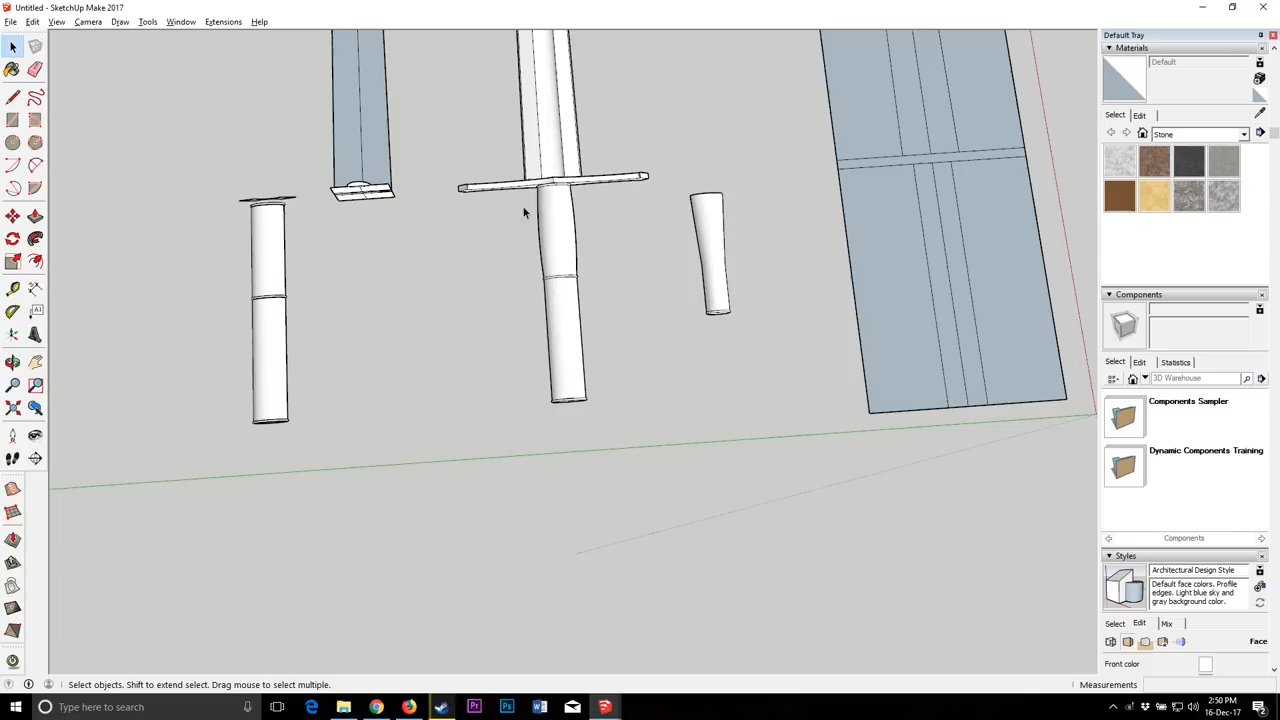 Untitled - SketchUp Make 2017
File Edit View Camera Draw Tools Window Extensions Help
Default Tray
Materials
Default
Select Edit
Stone
Components
Select Edit Statistics
3D Warehouse
Components Sampler
Dynamic Components Training
Components
Styles
Architectural Design Style
Default face colors. Profile
edges. Light blue sky and
gray background color.
Select Edit Mix
Face
Front color
Select objects. Shift to extend select. Drag mouse to select multiple.
Measurements
Type here to search
2:50 PM
16-Dec-17